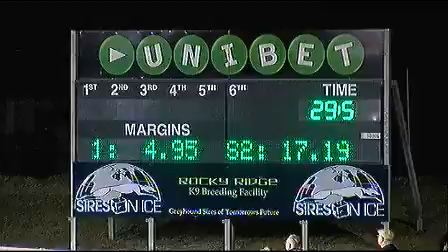 UNIBET
1ST 2ND 3RD 4TH 5TH 6TH TIME
29:5
MARGINS
1: 4.95 S2: 17.19
ROCKY RIDGE
K9 Breeding Facility
SIRES ON ICE SIRES ON ICE
Greyhound Sires of Tomorrows Future